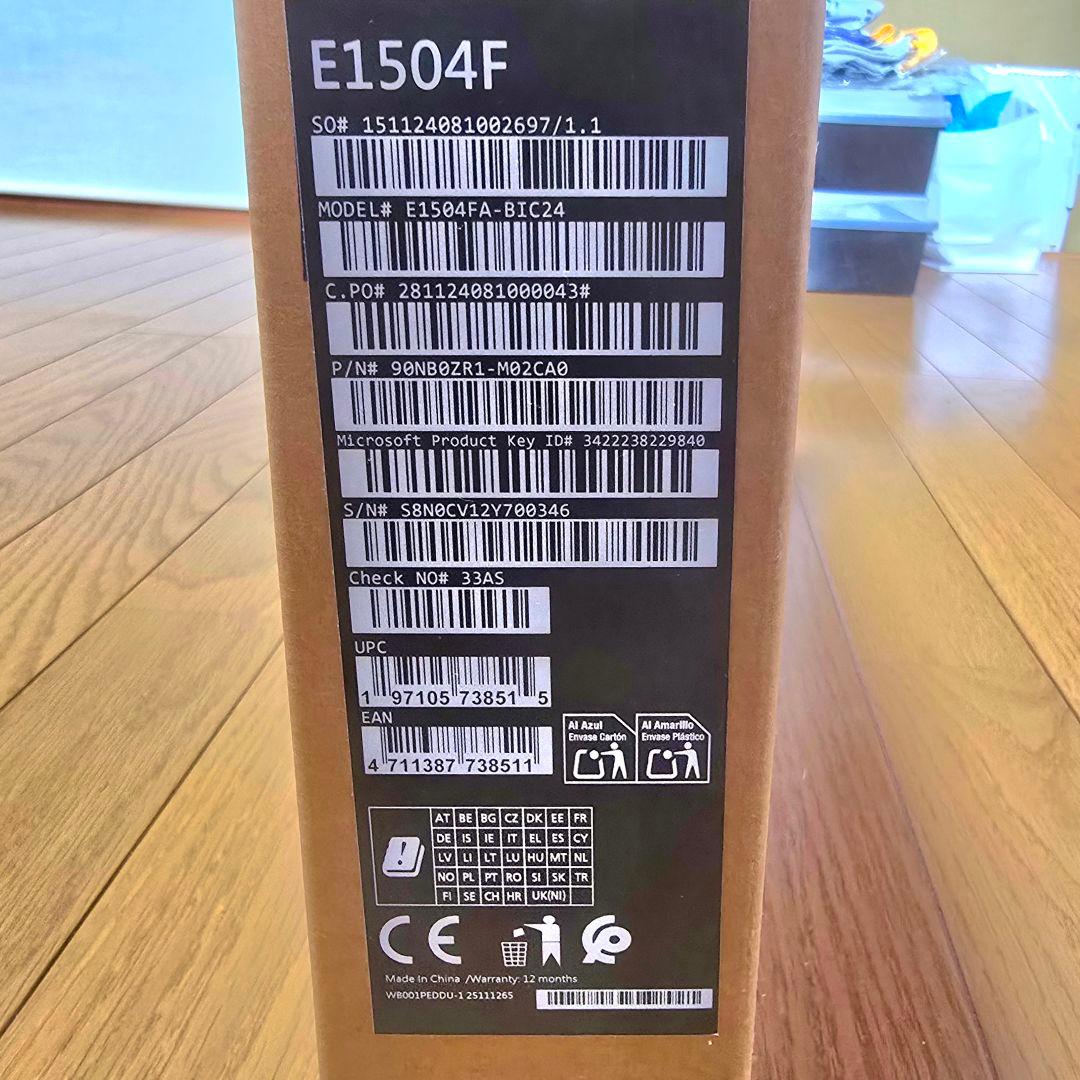 E1504F
SO# 151124081002697/1.1
MODEL# E1504FA-BIC24
C.PO# 281124081000043#
P/N# 90NB0ZR1-M02CA0
Microsoft Product Key ID# 3422238229840
S/N# S8N0CV12Y700346
Check NO# 33AS
UPC
1 97105 73851 5
EAN
4 711387 738511
Al Azul
Envase Cartón
Al Amarillo
Envase Plástico
AT BE BG CZ DK EE FR
DE IS IE IT EL ES CY
LV LI LT LU HU MT NL
NO PL PT RO SI SK TR
FI SE CH HR UK(NI)
CE
Made In China /Warranty: 12 months
WB001PEDDU-1 25111265